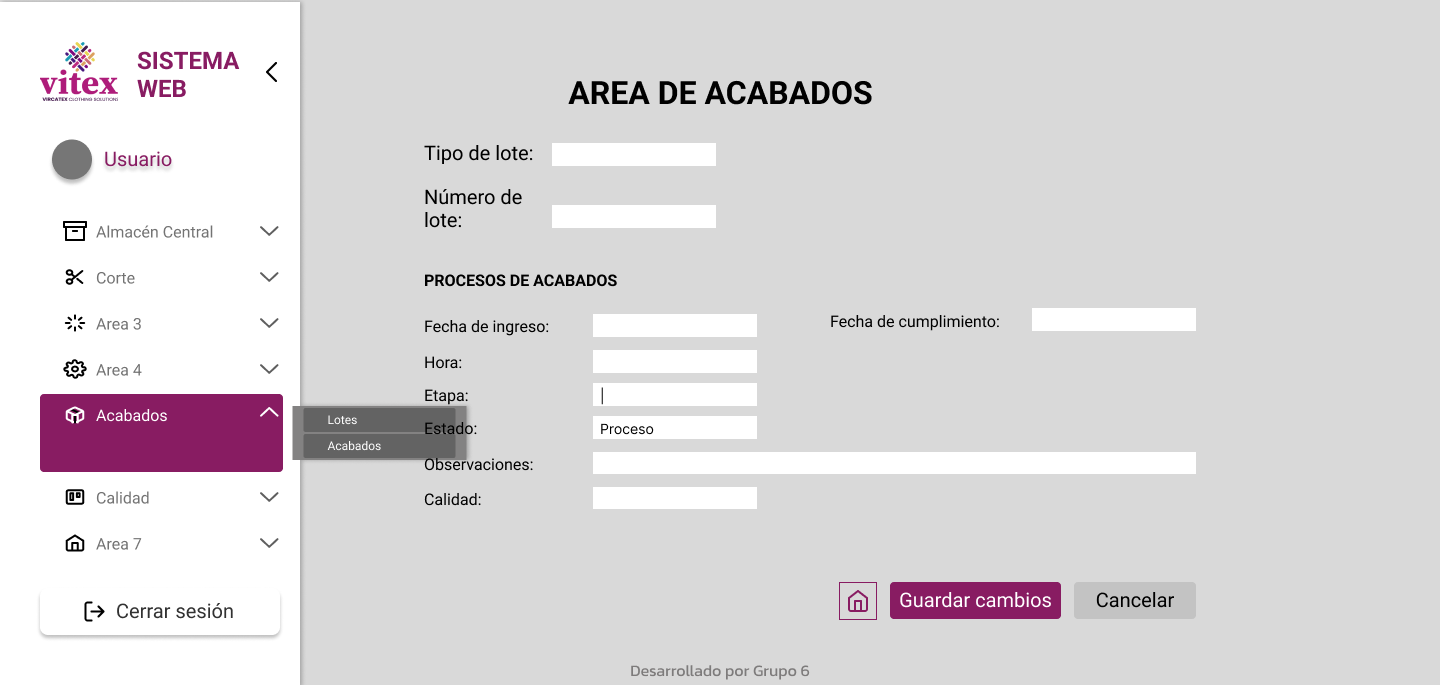 vitex
VIRCATEX CLOTHING SOLUTIONS
SISTEMA
WEB
Usuario
Almacén Central
Corte
Area 3
Area 4
Acabados
Lotes
Acabados
Calidad
Area 7
Cerrar sesión
AREA DE ACABADOS
Tipo de lote:
Número de
lote:
PROCESOS DE ACABADOS
Fecha de ingreso:
Fecha de cumplimiento:
Hora:
Etapa:
Estado: Proceso
Observaciones:
Calidad:
Guardar cambios
Cancelar
Desarrollado por Grupo 6